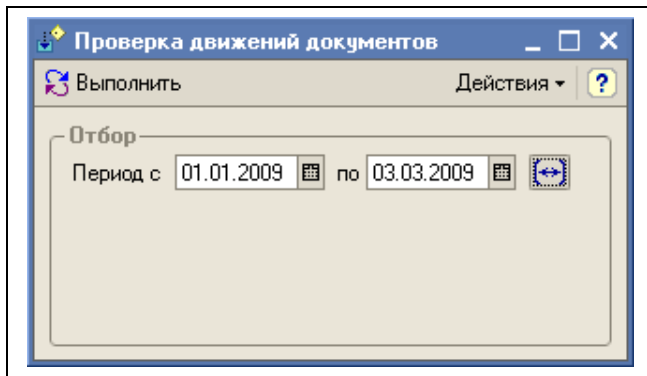 Проверка движений документов
Выполнить Действия ?
Отбор
Период с 01.01.2009 по 03.03.2009